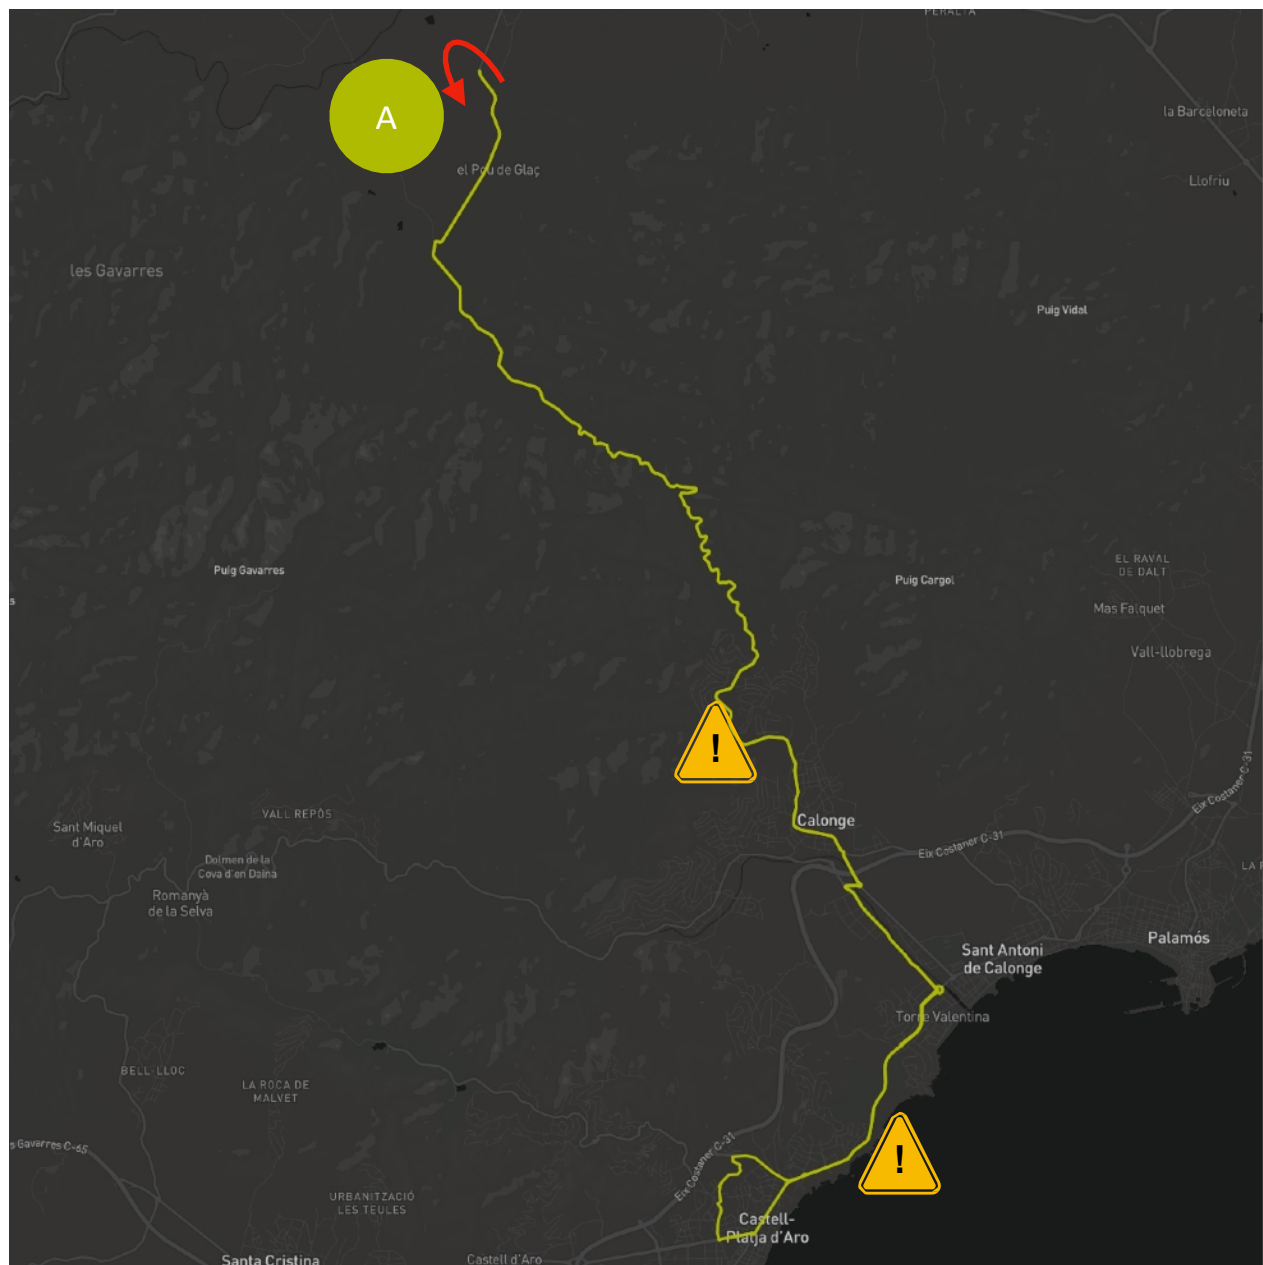 PERALTA
la Barceloneta
A
el Pou de Glaç
Llofriu
les Gavarres
Puig Vidal
Puig Gavarres
Puig Cargol
EL RAVAL
DE DALT
s
Mas Falquet
Vall-llobrega
!
Eix Costaner C-31
VALL REPÒS
Calonge
Sant Miquel
d'Aro
Eix Costaner C-31
Dolmen de la
Cova d'en Daina
LA F
Romanyà
de la Selva
Palamós
Sant Antoni
de Calonge
Torre Valentina
BELL-LLOC
LA ROCA DE
MALVET
s Gavarres C-65
!
Eix Costaner C-31
URBANITZACIÓ
LES TEULES
Castell-
Platja d'Aro
Santa Cristina
Castell d'Aro